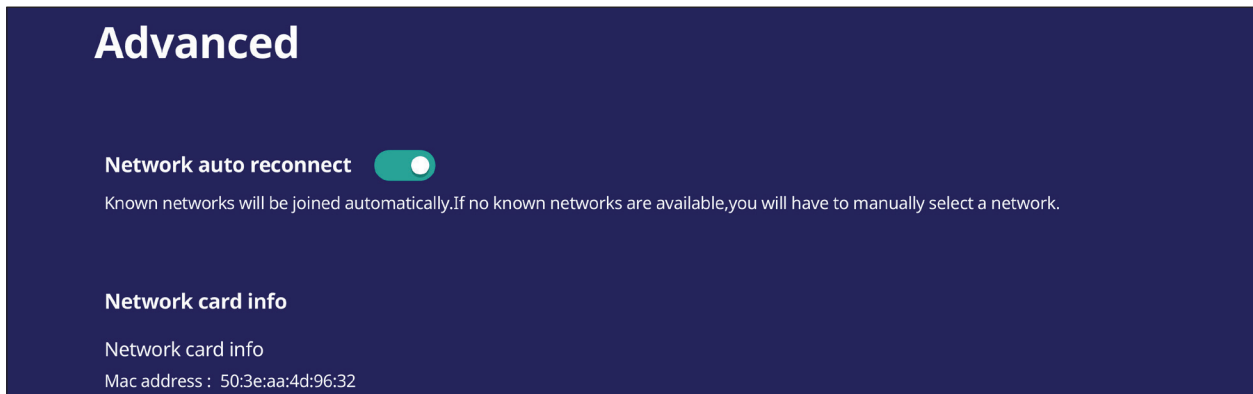 Advanced
Network auto reconnect
Known networks will be joined automatically.If no known networks are available,you will have to manually select a network.
Network card info
Network card info
Mac address : 50:3e:aa:4d:96:32